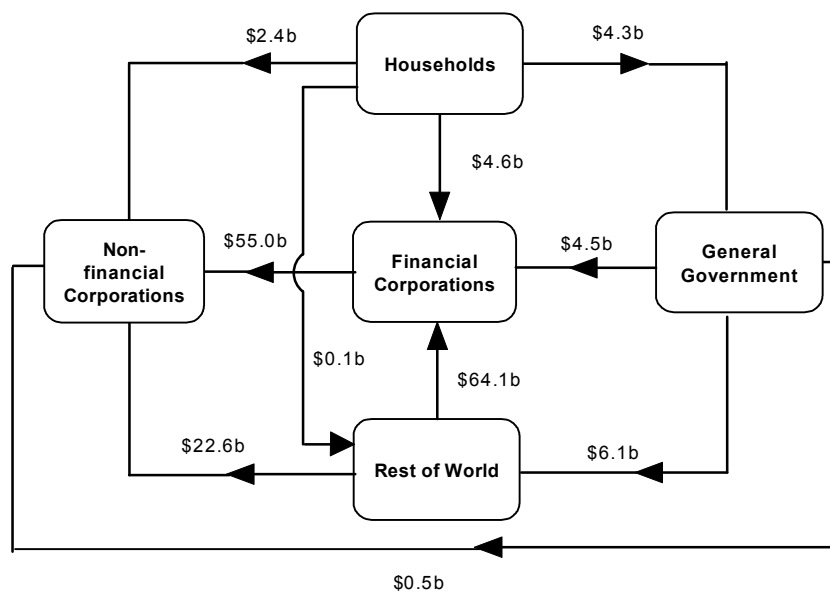 $2.4b
$4.3b
Households
$4.6b
Non-
financial
Corporations
$55.0b
Financial
Corporations
$4.5b
General
Government
$0.1b
$64.1b
$22.6b
Rest of World
$6.1b
$0.5b